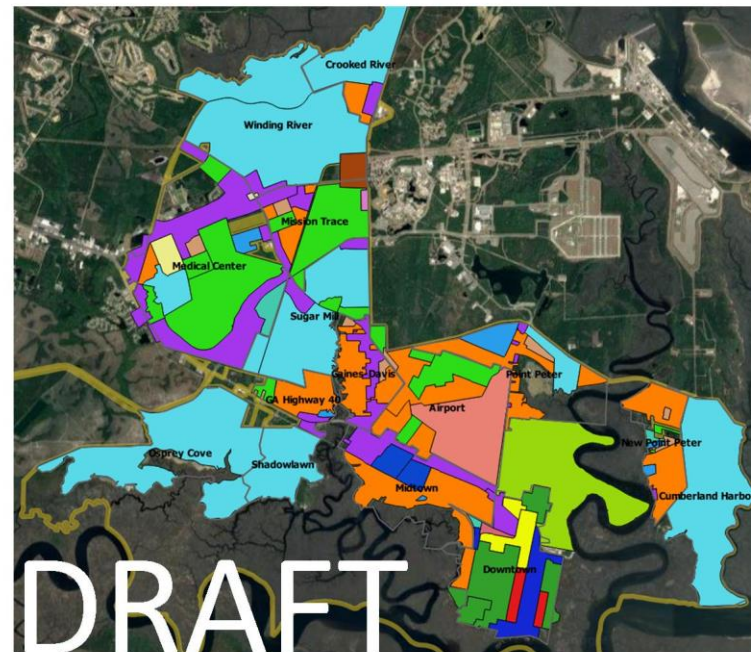 Crooked River
Winding River
Mission Trace
Medical Center
Sugar Mill
Gaines-Davis
Point Peter
GA Highway 40
Airport
New Point Peter
Osprey Cove
Shadowlawn
Midtown
Cumberland Harbo
Downtown
DRAFT